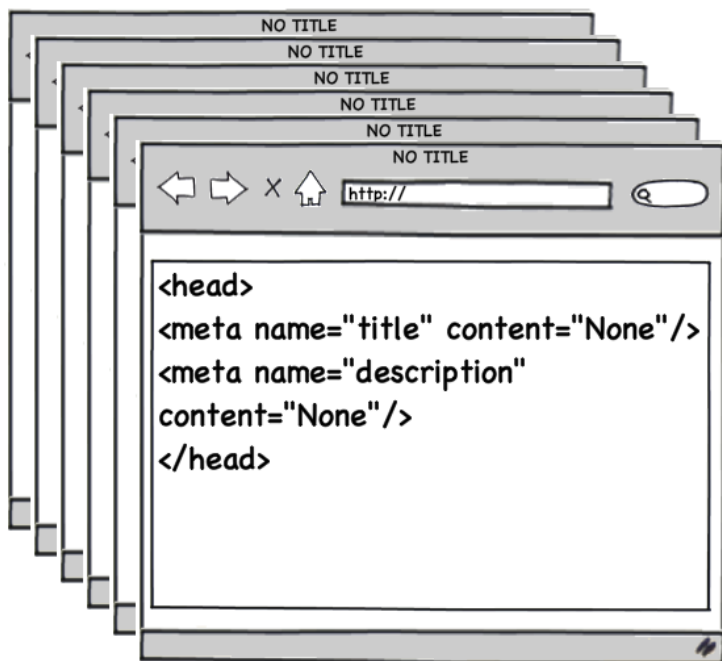 NO TITLE
NO TITLE
NO TITLE
NO TITLE
NO TITLE
NO TITLE
http://
<head>
<meta name="title" content="None"/>
<meta name="description"
content="None"/>
</head>